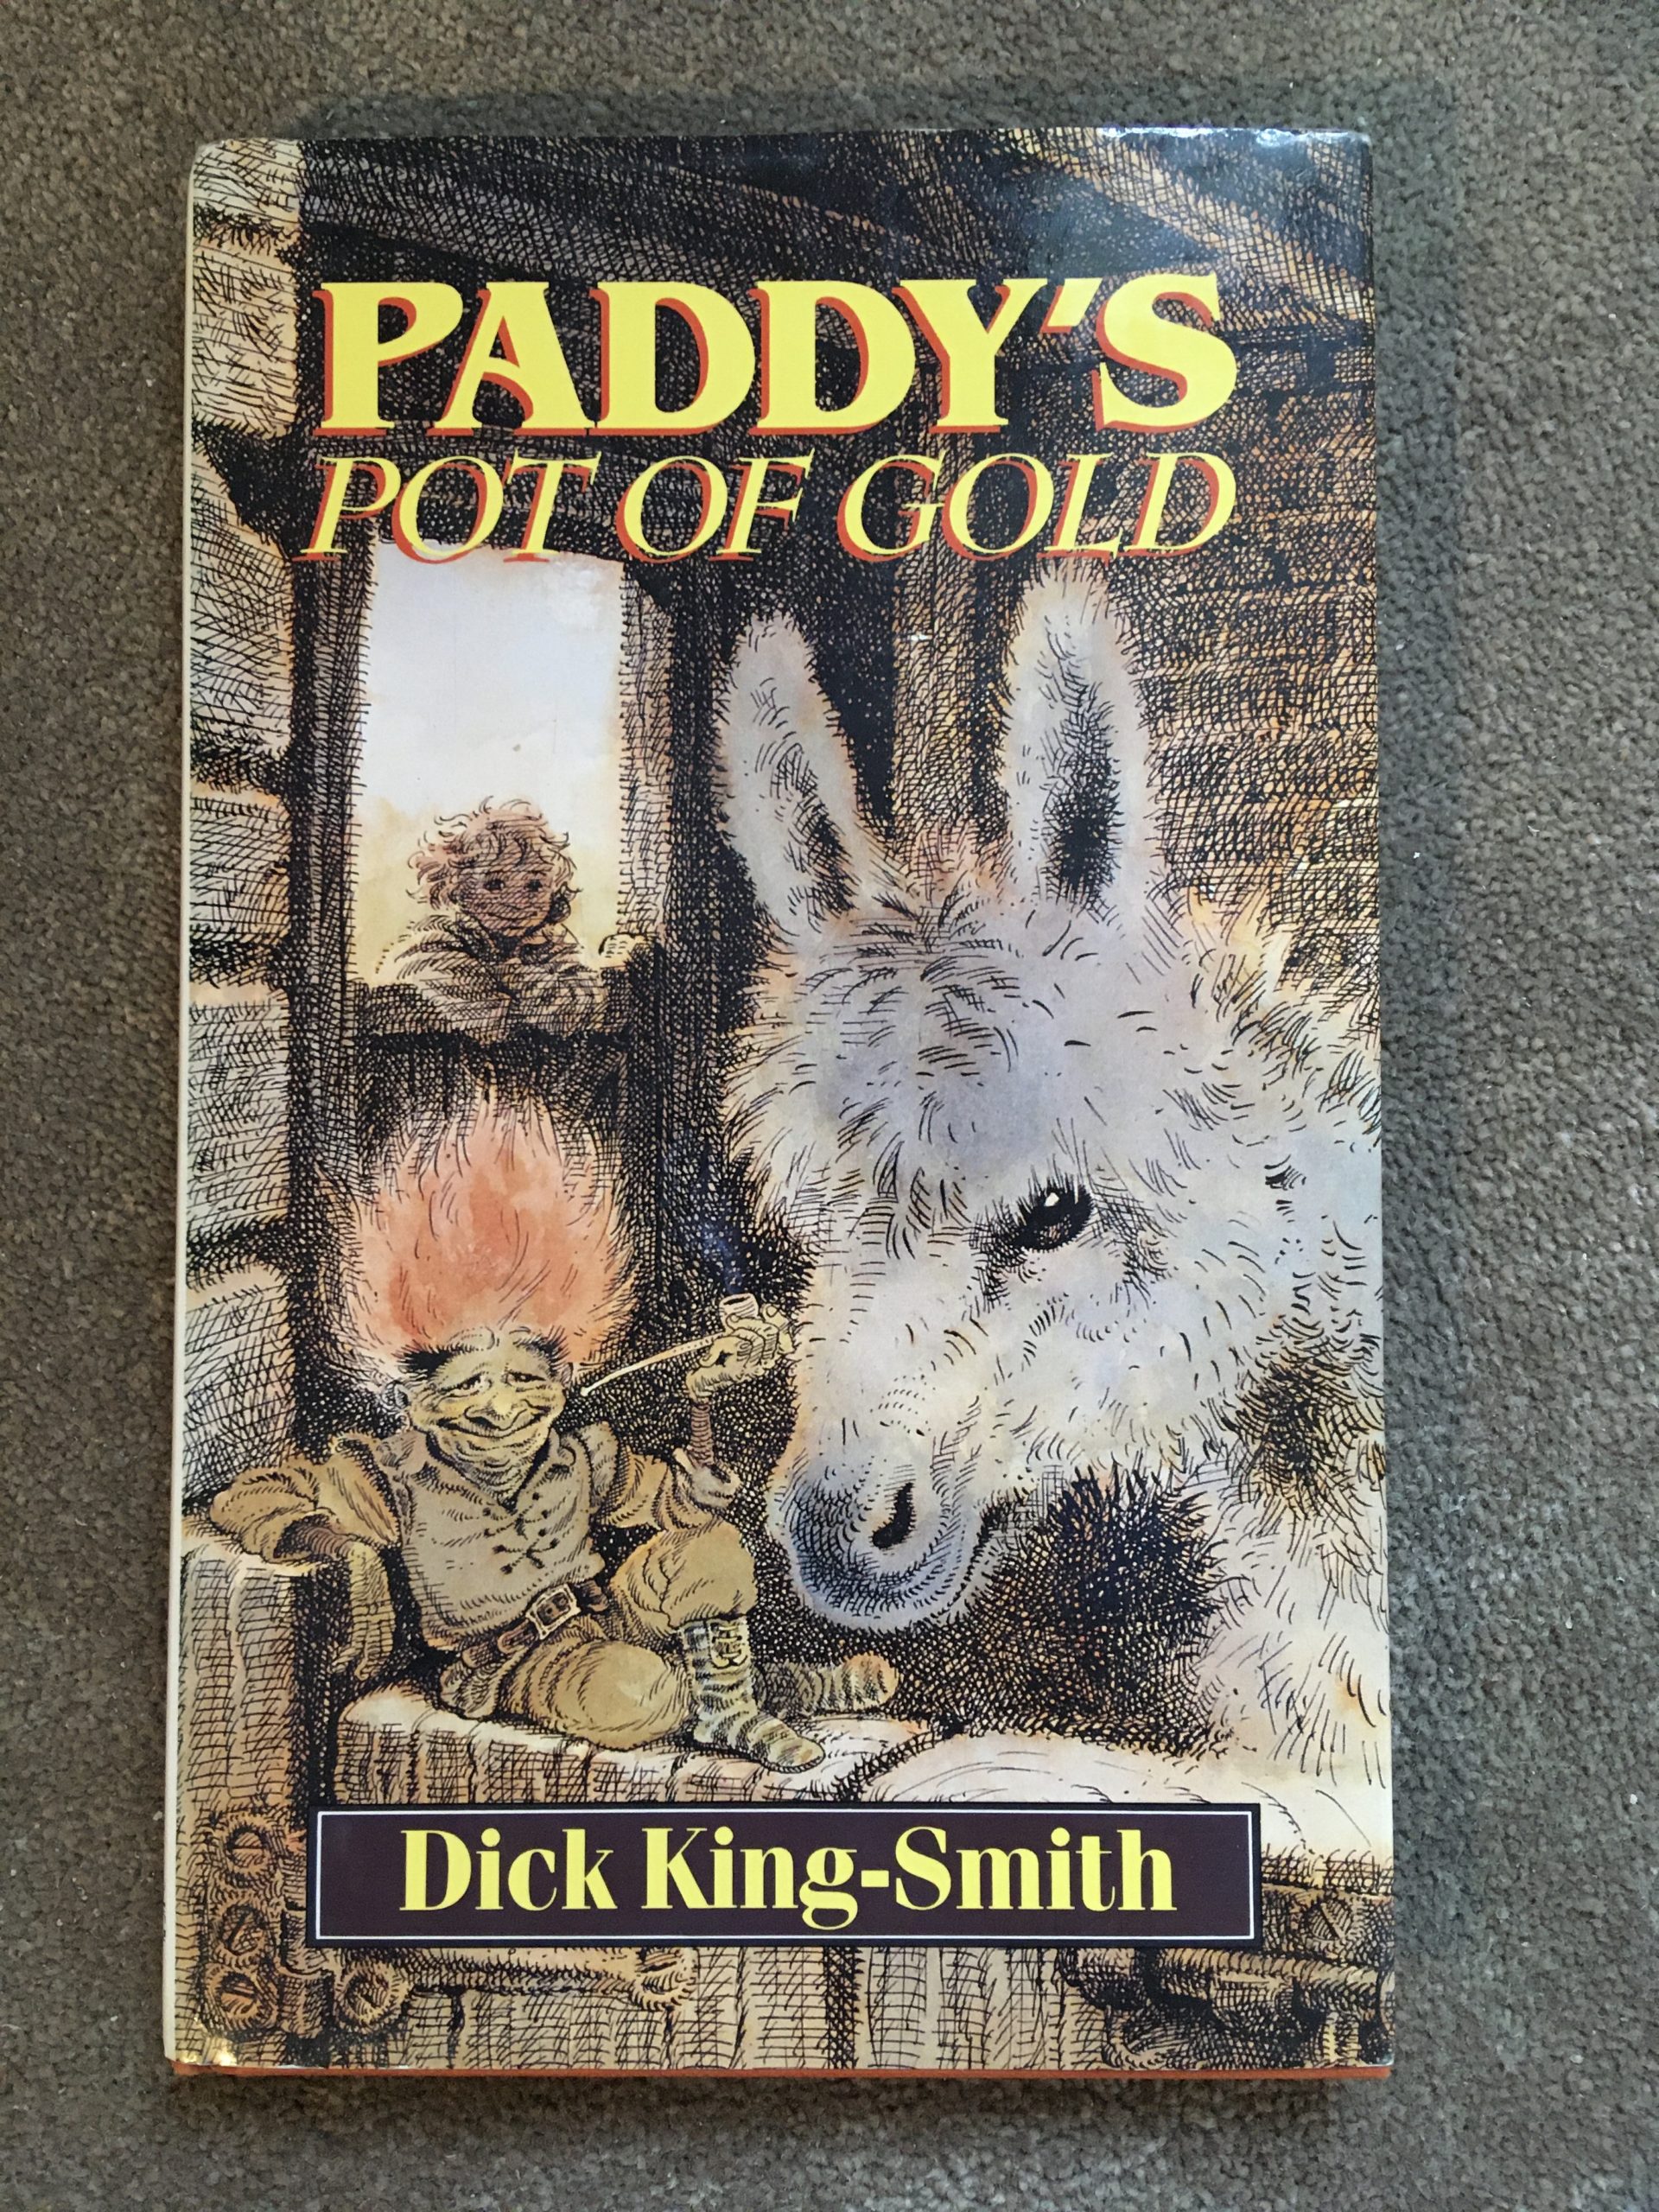 PADDY'S
POT OF GOLD
Dick King-Smith